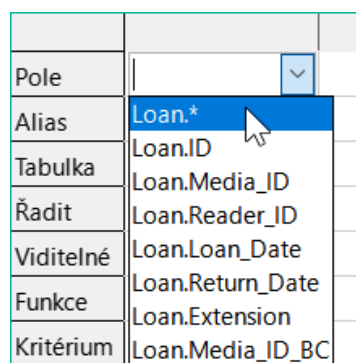 Pole
Alias
Tabulka
Řadit
Viditelné
Funkce
Kritérium
Loan.*
Loan.ID
Loan.Media_ID
Loan.Reader_ID
Loan.Loan_Date
Loan.Return_Date
Loan.Extension
Loan.Media_ID_BC